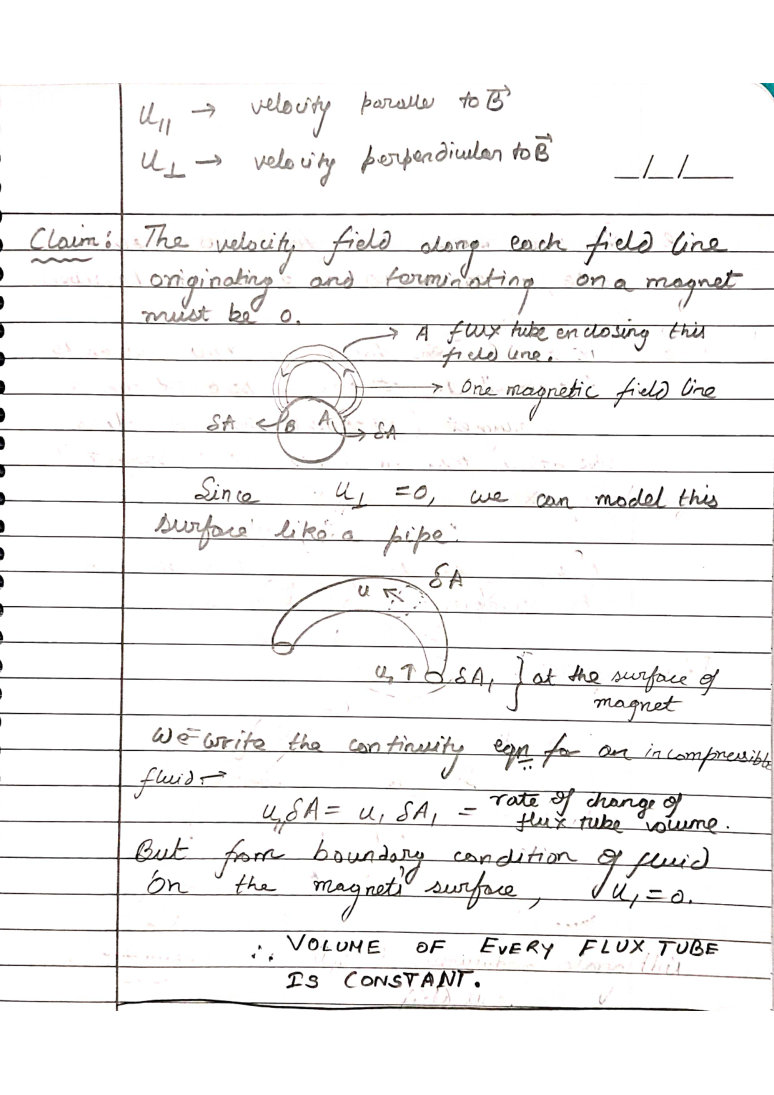 U∥ → velocity parallel to B⃗
U⊥ → velocity perpendicular to B⃗
_/_/__
Claim: The velocity field along each field line
originating and terminating on a magnet
must be 0.
→ A flux tube enclosing this
field line.
→ One magnetic field line
δA ← B A₁ → δA
Since U⊥ = 0, we can model this
surface like a pipe.
u δA
u₁ ↑ δA₁ } at the surface of
magnet
We write the continuity eqn for an incompressible
fluid →
u∥ δA = u₁ δA₁ = rate of change of
flux tube volume.
But from boundary condition of fluid
on the magnet's surface, u₁ = 0.
∴ VOLUME OF EVERY FLUX TUBE
IS CONSTANT.